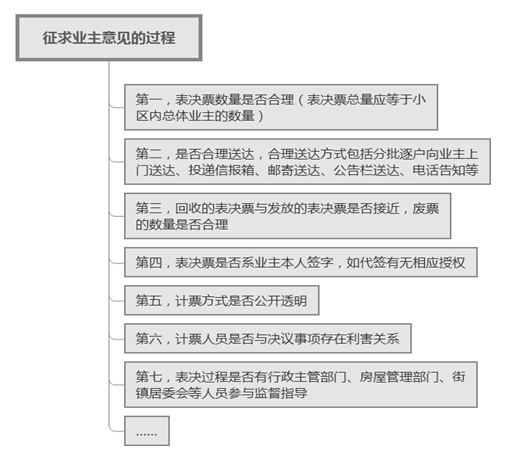 征求业主意见的过程
第一，表决票数量是否合理（表决票总量应等于小
区内总体业主的数量）
第二，是否合理送达，合理送达方式包括分批逐户向业主上
门送达、投递信报箱、邮寄送达、公告栏送达、电话告知等
第三，回收的表决票与发放的表决票是否接近，废票
的数量是否合理
第四，表决票是否系业主本人签字，如代签有无相应授权
第五，计票方式是否公开透明
第六，计票人员是否与决议事项存在利害关系
第七，表决过程是否有行政主管部门、房屋管理部门、街
镇居委会等人员参与监督指导
……